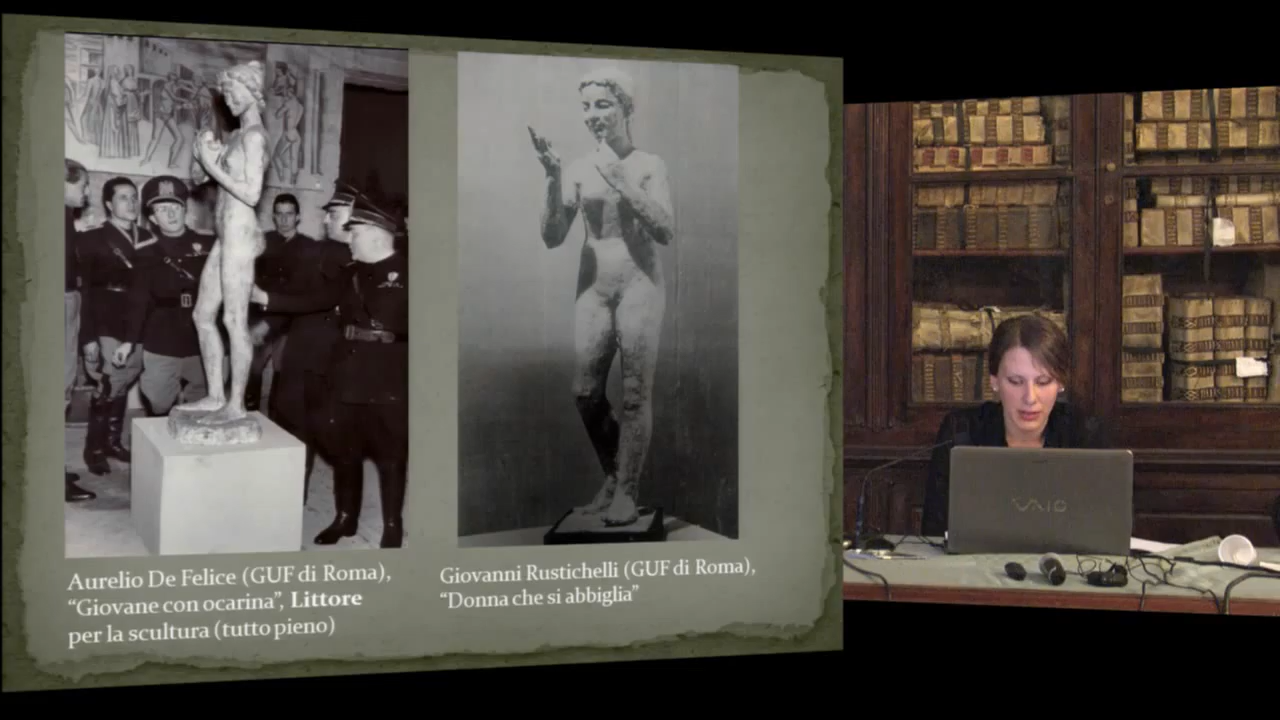 Aurelio De Felice (GUF di Roma),
“Giovane con ocarina”, Littore
per la scultura (tutto pieno)
Giovanni Rustichelli (GUF di Roma),
“Donna che si abbiglia”
VAIO